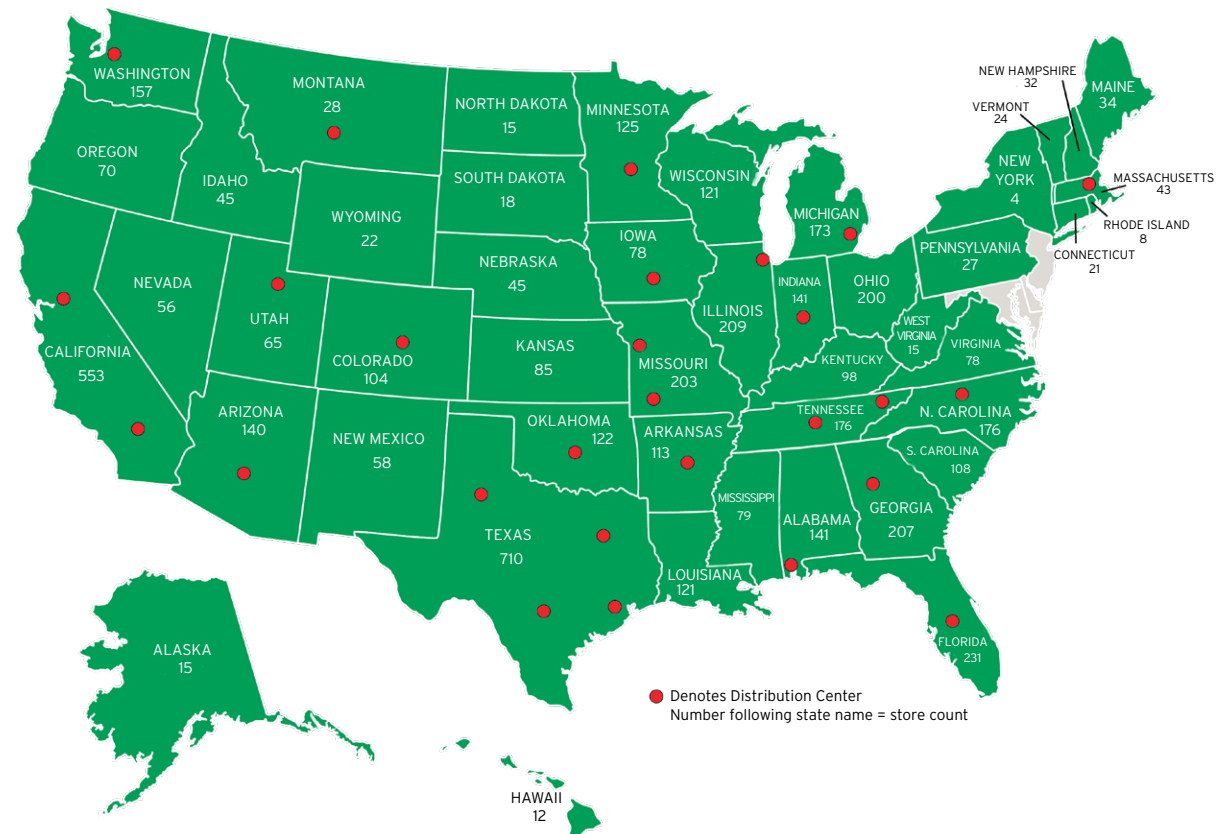 WASHINGTON
157
MONTANA
28
NORTH DAKOTA
15
MINNESOTA
125
NEW HAMPSHIRE
32
MAINE
34
VERMONT
24
OREGON
70
IDAHO
45
SOUTH DAKOTA
18
WISCONSIN
121
MICHIGAN
173
NEW
YORK
4
MASSACHUSETTS
43
RHODE ISLAND
8
CONNECTICUT
21
WYOMING
22
IOWA
78
PENNSYLVANIA
27
NEVADA
56
UTAH
65
NEBRASKA
45
ILLINOIS
209
INDIANA
141
OHIO
200
WEST
VIRGINIA
15
VIRGINIA
78
CALIFORNIA
553
COLORADO
104
KANSAS
85
MISSOURI
203
KENTUCKY
98
ARIZONA
140
NEW MEXICO
58
OKLAHOMA
122
ARKANSAS
113
TENNESSEE
176
N. CAROLINA
176
S. CAROLINA
108
TEXAS
710
LOUISIANA
121
MISSISSIPPI
79
ALABAMA
141
GEORGIA
207
FLORIDA
231
ALASKA
15
HAWAII
12
Denotes Distribution Center
Number following state name = store count